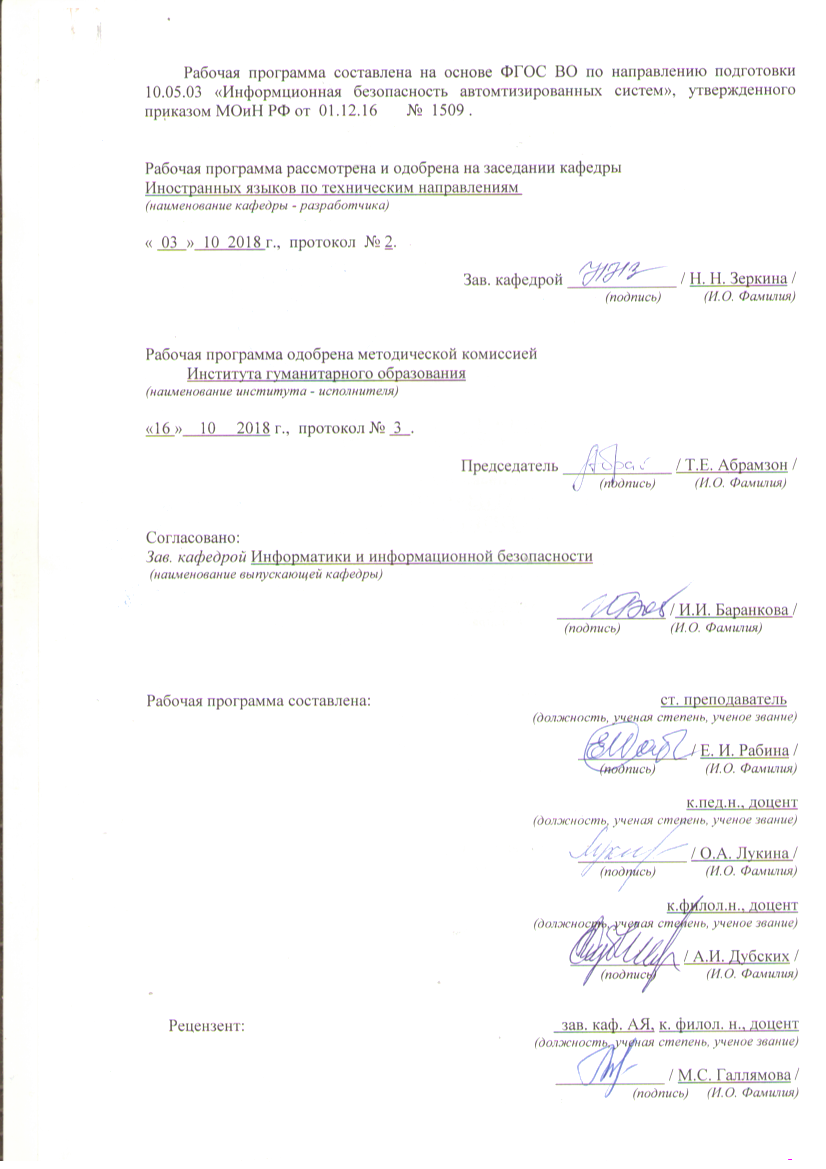 Рабочая программа составлена на основе ФГОС ВО по направлению подготовки
10.05.03 «Информционная безопасность автомтизированных систем», утвержденного
приказом МОиН РФ от 01.12.16 № 1509 .
Рабочая программа рассмотрена и одобрена на заседании кафедры
Иностранных языков по техническим направлениям
(наименование кафедры - разработчика)
« 03 » 10 2018 г., протокол № 2.
Зав. кафедрой ____________ / Н. Н. Зеркина /
(подпись) (И.О. Фамилия)
Рабочая программа одобрена методической комиссией
Института гуманитарного образования
(наименование института - исполнителя)
«16 » 10 2018 г., протокол № 3 .
Председатель ____________ / Т.Е. Абрамзон /
(подпись) (И.О. Фамилия)
Согласовано:
Зав. кафедрой Информатики и информационной безопасности
(наименование выпускающей кафедры)
____________ / И.И. Баранкова /
(подпись) (И.О. Фамилия)
Рабочая программа составлена: ст. преподаватель
(должность, ученая степень, ученое звание)
____________ / Е. И. Рабина /
(подпись) (И.О. Фамилия)
к.пед.н., доцент
(должность, ученая степень, ученое звание)
____________ / О.А. Лукина /
(подпись) (И.О. Фамилия)
к.филол.н., доцент
(должность, ученая степень, ученое звание)
____________ / А.И. Дубских /
(подпись) (И.О. Фамилия)
Рецензент: зав. каф. АЯ, к. филол. н., доцент
(должность, ученая степень, ученое звание)
____________ / М.С. Галлямова /
(подпись) (И.О. Фамилия)